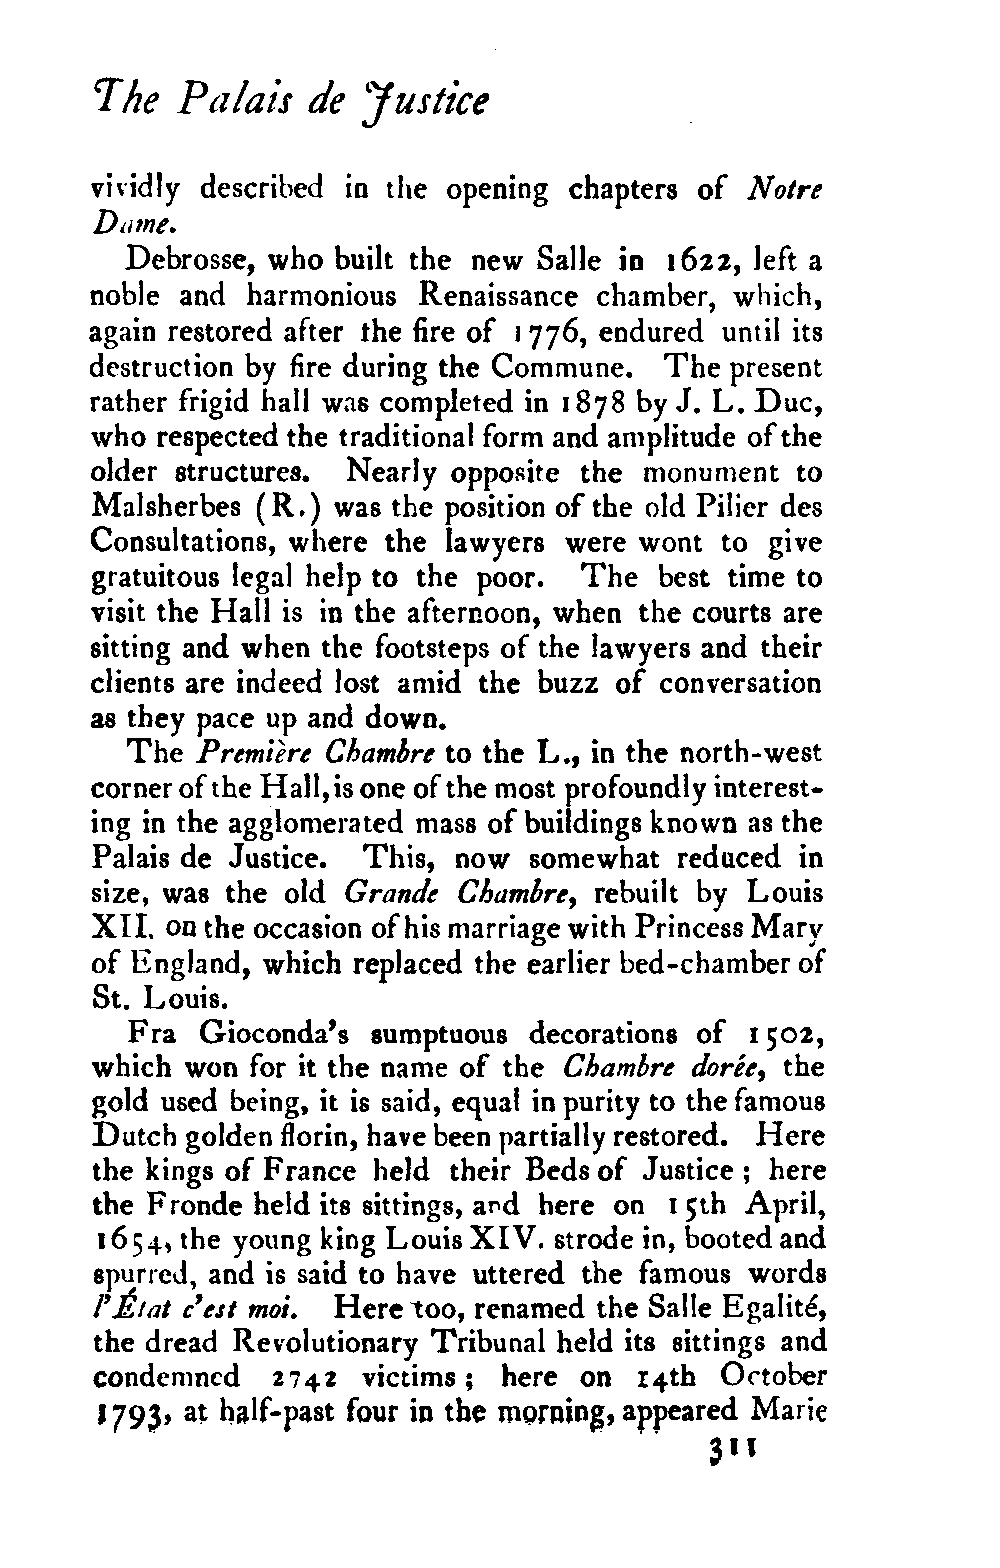 The Palais de Justice
vividly described in the opening chapters of Notre
Dame.
Debrosse, who built the new Salle in 1622, left a
noble and harmonious Renaissance chamber, which,
again restored after the fire of 1776, endured until its
destruction by fire during the Commune. The present
rather frigid hall was completed in 1878 by J. L. Duc,
who respected the traditional form and amplitude of the
older structures. Nearly opposite the monument to
Malsherbes (R.) was the position of the old Pilier des
Consultations, where the lawyers were wont to give
gratuitous legal help to the poor. The best time to
visit the Hall is in the afternoon, when the courts are
sitting and when the footsteps of the lawyers and their
clients are indeed lost amid the buzz of conversation
as they pace up and down.
The Première Chambre to the L., in the north-west
corner of the Hall, is one of the most profoundly interest-
ing in the agglomerated mass of buildings known as the
Palais de Justice. This, now somewhat reduced in
size, was the old Grande Chambre, rebuilt by Louis
XII. on the occasion of his marriage with Princess Mary
of England, which replaced the earlier bed-chamber of
St. Louis.
Fra Gioconda's sumptuous decorations of 1502,
which won for it the name of the Chambre dorée, the
gold used being, it is said, equal in purity to the famous
Dutch golden florin, have been partially restored. Here
the kings of France held their Beds of Justice; here
the Fronde held its sittings, and here on 15th April,
1654, the young king Louis XIV. strode in, booted and
spurred, and is said to have uttered the famous words
l'État c'est moi. Here too, renamed the Salle Egalité,
the dread Revolutionary Tribunal held its sittings and
condemned 2742 victims; here on 14th October
1793, at half-past four in the morning, appeared Marie
311